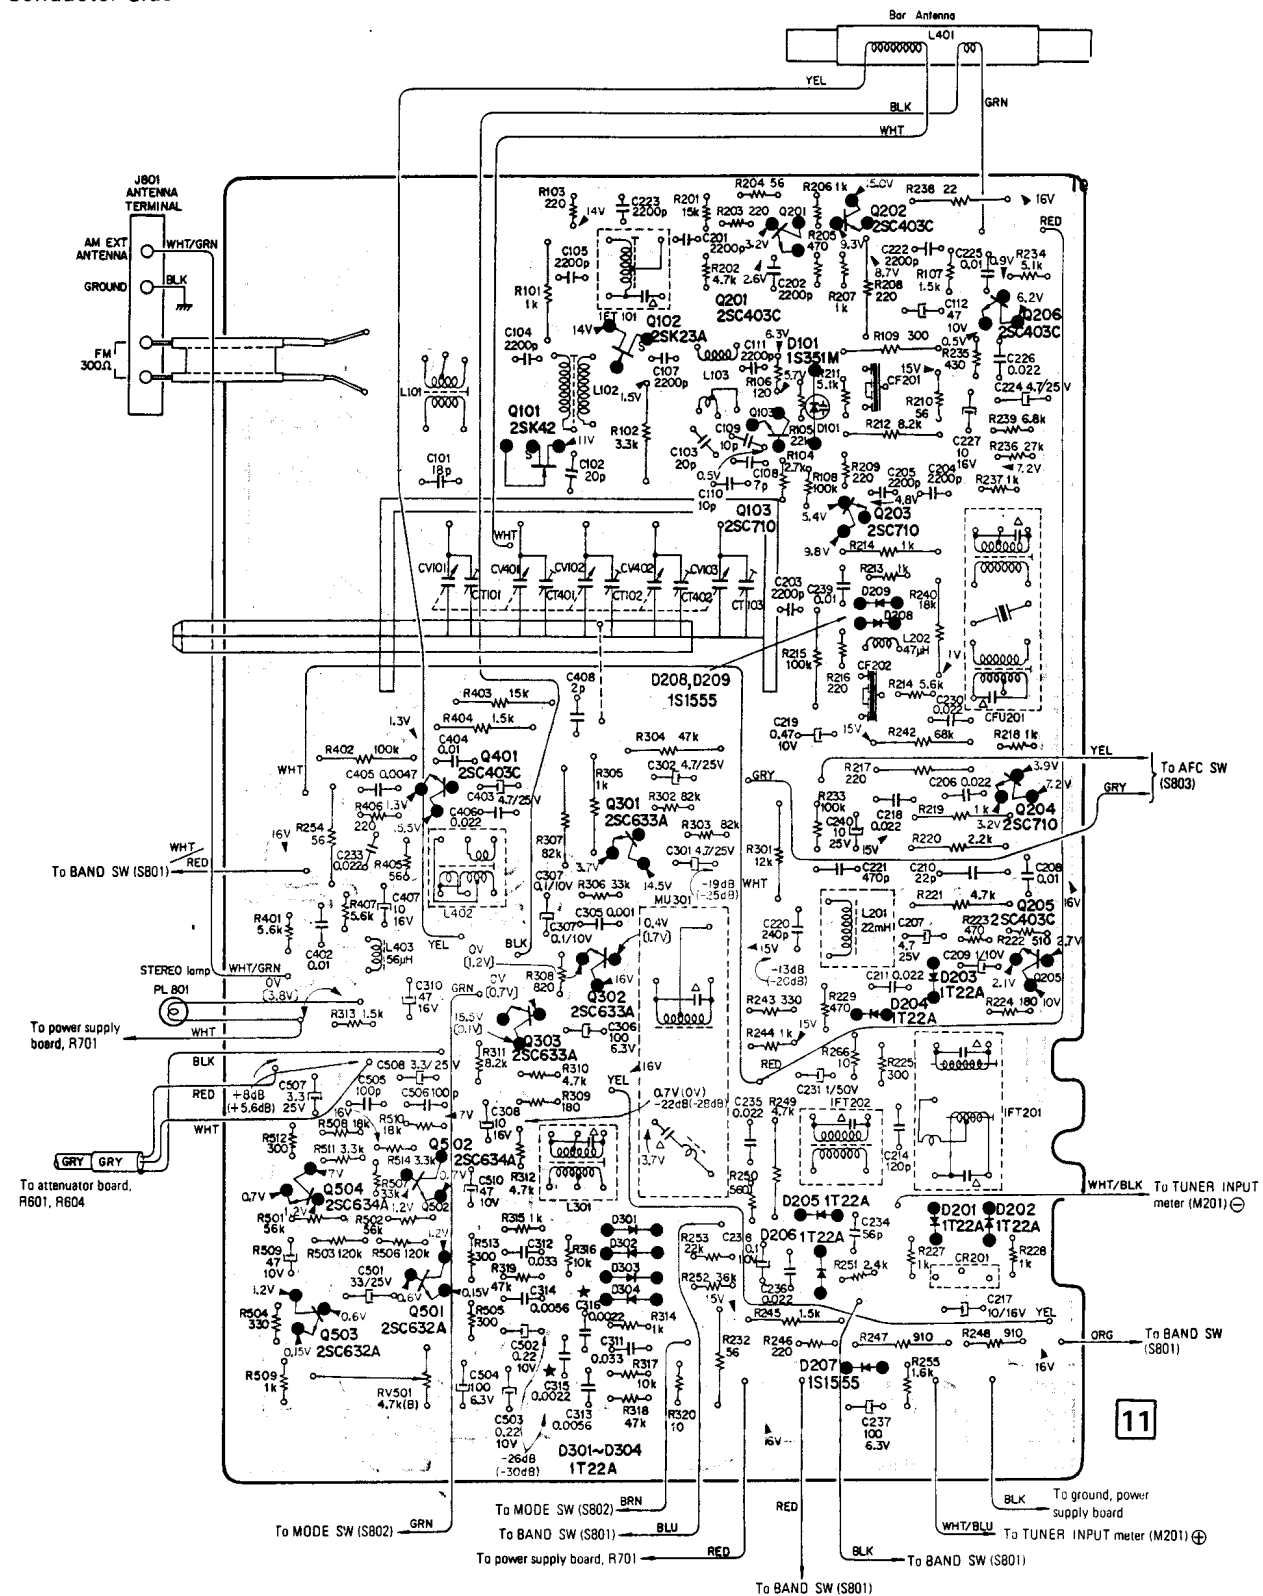 Bar Antenna
L401
YEL
BLK
GRN
WHT
J801
ANTENNA
TERMINAL
AM EXT
ANTENNA
WHT/GRN
GROUND
BLK
FM
300Ω
R103
220
14V
C223
2200p
R201
15k
R204 56
R203 220
Q201
R206 1k
15.0V
Q202
2SC403C
R238 22
16V
RED
C105
2200p
C201
2200p
3.2V
R205
470
9.3V
C222
2200p
C225
0.01
0.9V
R234
5.1k
R101
1k
R202
4.7k
2.6V
C202
2200p
R207
1k
8.7V
R208
220
R107
1.5k
C112
47
10V
6.2V
Q206
2SC403C
IFT 101
Q201
2SC403C
C104
2200p
14V
Q102
2SK23A
S
6.3V
D101
1S351M
R109 300
0.5V
R235
430
C226
0.022
L101
L102
C107
2200p
L103
C111
2200p
R106
120
5.7V
R211
5.1k
CF201
15V
R210
56
C224 4.7/25V
1.5V
Q101
2SK42
11V
S
R102
3.3k
C109
10p
Q103
R105
22k
D101
R212 8.2k
C227
10
16V
R239 6.8k
R236 27k
7.2V
C101
18p
C102
20p
C103
20p
0.5V
C110
10p
C108
7p
R104
2.7k
R108
100k
R209
220
C205
2200p
C204
2200p
R237 1k
Q103
2SC710
5.4V
4.8V
Q203
2SC710
9.8V
WHT
R214 1k
CV101
CT101
CV401
CT401
CV102
CT102
CV402
CT402
CV103
CT103
C203
2200p
C239
0.01
R213 1k
D209
D208
R240
18k
L202
47μH
R215
100k
R216
220
CF202
1V
D208,D209
1S1555
R214 5.6k
C230
0.022
CFU201
C408
2p
R403 15k
R404 1.5k
1.3V
C219
0.47
10V
15V
R242 68k
R218 1k
R402 100k
C404
0.01
Q401
2SC403C
R304 47k
C302 4.7/25V
YEL
To AFC SW
(S803)
GRY
WHT
C405 0.0047
C403 4.7/25V
R305
1k
GRY
R217
220
C206 0.022
3.9V
7.2V
Q204
2SC710
R406
220
1.3V
C406
0.022
5.5V
Q301
2SC633A
R302 82k
R233
100k
C240
10
25V
C218
0.022
15V
R219 1k
3.2V
R254
56
16V
R307
82k
R303 82k
R301
12k
R220 2.2k
WHT
RED
To BAND SW (S801)
C233
0.022
R405
56
3.7V
C301 4.7/25V
14.5V
-19dB
(-25dB)
C221
470p
C210
22p
C208
0.01
R407
5.6k
C407
10
16V
L402
C307
0.1/10V
R306 33k
MU301
WHT
R221 4.7k
Q205
2SC403C
16V
R401
5.6k
C402
0.01
L403
56μH
YEL
0V
(1.2V)
BLK
C305 0.001
C307
0.1/10V
0.4V
(1.7V)
C220
240p
15V
L201
22mH
C207
4.7
25V
R223
470
R222 510
2.7V
STEREO lamp
PL 801
WHT/GRN
0V
(3.8V)
C310
47
16V
GRN
0V
(0.7V)
R308
820
16V
Q302
2SC633A
-13dB
(-20dB)
C211 0.022
C209 1/10V
D203
1T22A
2.1V
Q205
10V
R313 1.5k
15.5V
(0.1V)
Q303
2SC633A
C306
100
6.3V
R243 330
R229
470
D204
1T22A
R224 180
WHT
To power supply
board, R701
R311
8.2k
R310
4.7k
16V
R244 1k
15V
RED
R266
10
R225
300
BLK
RED
WHT
+8dB
(+5.6dB)
C507
3.3
25V
C508 3.3/25V
C505
100p
C506 100p
R309
180
YEL
0.7V(0V)
-22dB(-28dB)
C231 1/50V
C235
0.022
R249
4.7k
IFT202
IFT201
16V
R508 18k
R510
18k
1.7V
C308
10
16V
R512
300
R511 3.3k
R514 3.3k
Q502
2SC634A
R312
4.7k
3.7V
C214
120p
GRY
GRY
To attenuator board,
R601, R604
0.7V
7V
Q504
2SC634A
R507
33k
1.2V
0.7V
Q502
C510
47
10V
L301
R250
560
D205 1T22A
WHT/BLK
To TUNER INPUT
meter (M201) ⊖
R501
56k
1.2V
R502
56k
1.2V
R315 1k
D301
D302
D303
D304
R253
22k
C238
0.1
10V
D206
1T22A
C234
56p
D201
1T22A
D202
1T22A
R509
47
10V
R503 120k
R506 120k
R513
300
C312
0.033
R316
10k
R227
1k
CR201
R228
1k
C501
33/25V
R319
47k
C314
0.0056
★
C316
0.0022
R252 36k
15V
C236
0.022
R251 2.4k
1.2V
0.6V
0.15V
R504
330
0.6V
Q501
2SC632A
R505
300
R314
1k
R245 1.5k
C217
10/16V
YEL
Q503
2SC632A
0.15V
C502
0.22
10V
C311
0.033
R232
56
R246
220
R247 910
R248 910
ORG
To BAND SW
(S801)
R509
1k
RV501
4.7k(B)
C504
100
6.3V
★
C315
0.0022
R317
10k
D207
1S1555
R255
1.6k
16V
C503
0.22
10V
C313
0.0056
R318
47k
R320
10
C237
100
6.3V
16V
11
-26dB
(-30dB)
D301~D304
1T22A
To MODE SW (S802)
BRN
RED
BLK
To ground, power
supply board
To MODE SW (S802)
GRN
To BAND SW (S801)
BLU
WHT/BLU
To TUNER INPUT meter (M201) ⊕
To power supply board, R701
RED
BLK
To BAND SW (S801)
To BAND SW (S801)